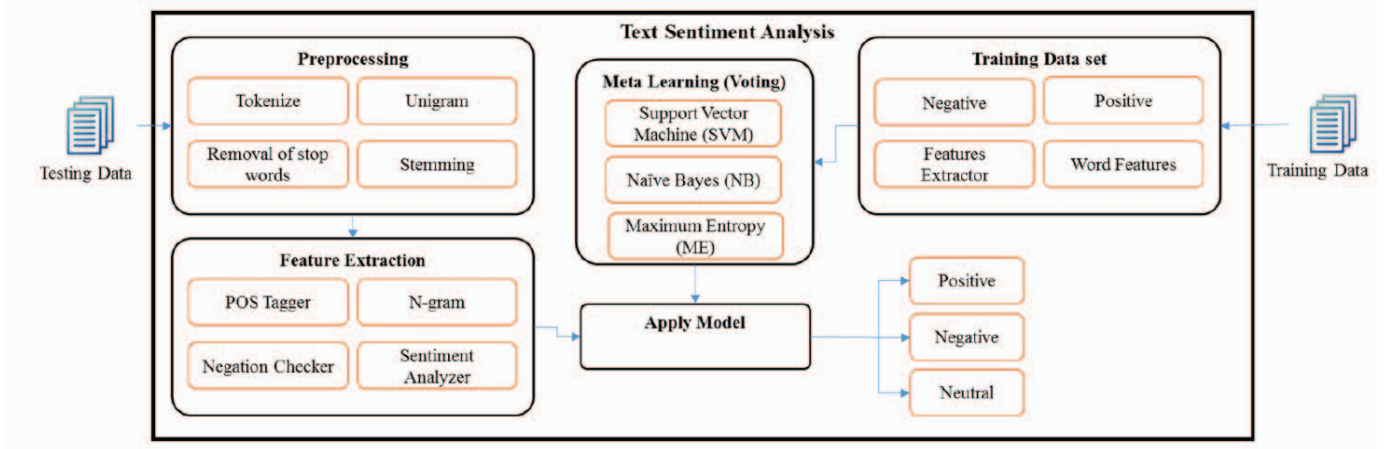 Text Sentiment Analysis
Testing Data
Preprocessing
Tokenize
Unigram
Removal of stop
words
Stemming
Feature Extraction
POS Tagger
N-gram
Negation Checker
Sentiment
Analyzer
Meta Learning (Voting)
Support Vector
Machine (SVM)
Naïve Bayes (NB)
Maximum Entropy
(ME)
Training Data set
Negative
Positive
Features
Extractor
Word Features
Training Data
Apply Model
Positive
Negative
Neutral